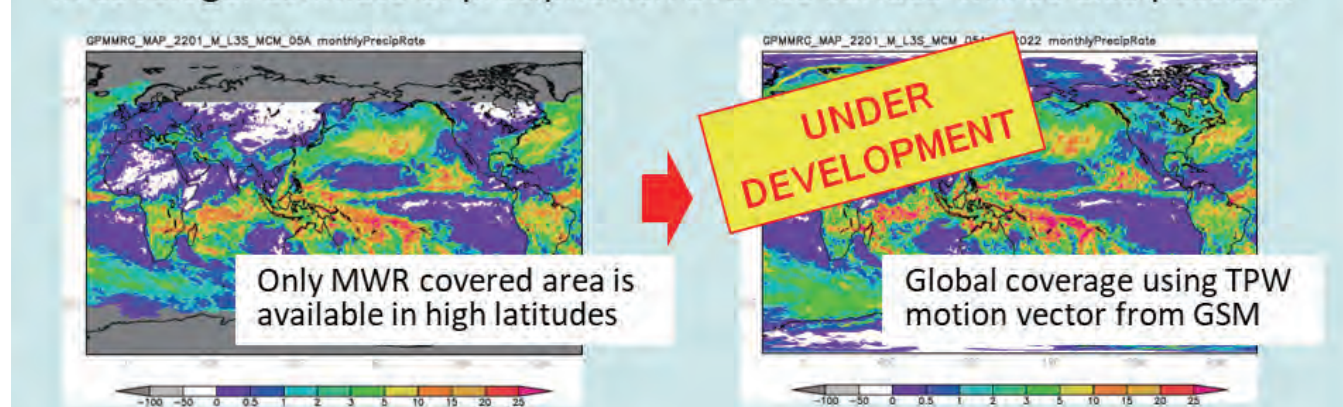 GPMMRG_MAP_2201_M_L3S_MCM_05A monthlyPrecipRate
GPMMRG_MAP_2201_M_L3S_MCM 2022 monthlyPrecipRate
UNDER
DEVELOPMENT
Only MWR covered area is
available in high latitudes
Global coverage using TPW
motion vector from GSM
-100 -50 0 0.5 1 2 3 5 10 15 20 25
-100 -50 0 0.5 1 2 3 5 10 15 20 25